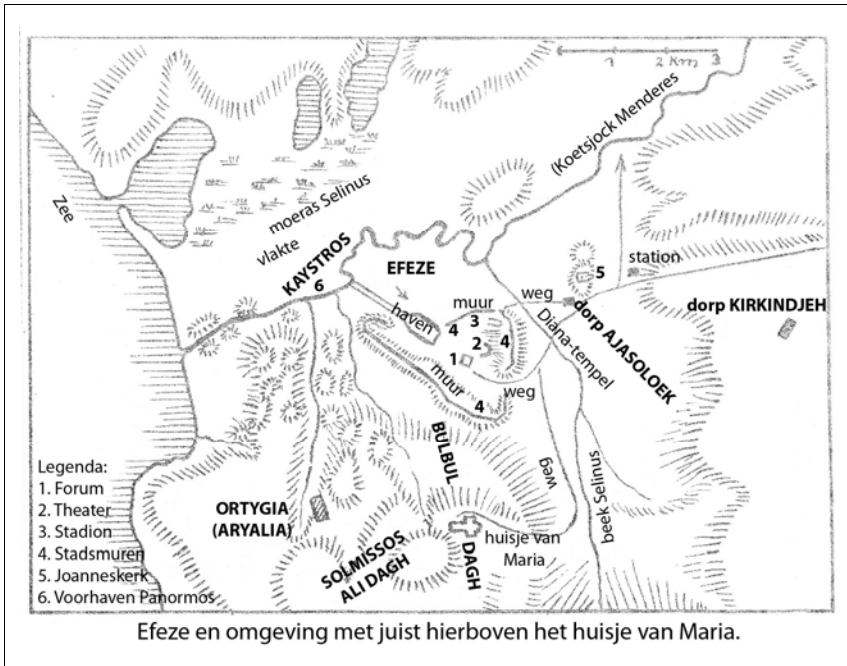 1 2 km 3
(Koetsjock Menderes
Zee
moeras Selinus
vlakte
KAYSTROS
6
EFEZE
haven
muur
weg
5
station
dorp KIRKINDJEH
dorp AJASOLOEK
Diana-tempel
4
3
2
4
1
muur
weg
4
BULBUL
weg
beek Selinus
Legenda:
1. Forum
2. Theater
3. Stadion
4. Stadsmuren
5. Joanneskerk
6. Voorhaven Panormos
ORTYGIA
(ARYALIA)
SOLMISSOS
ALI DAGH
DAGH
huisje van
Maria
Efeze en omgeving met juist hierboven het huisje van Maria.